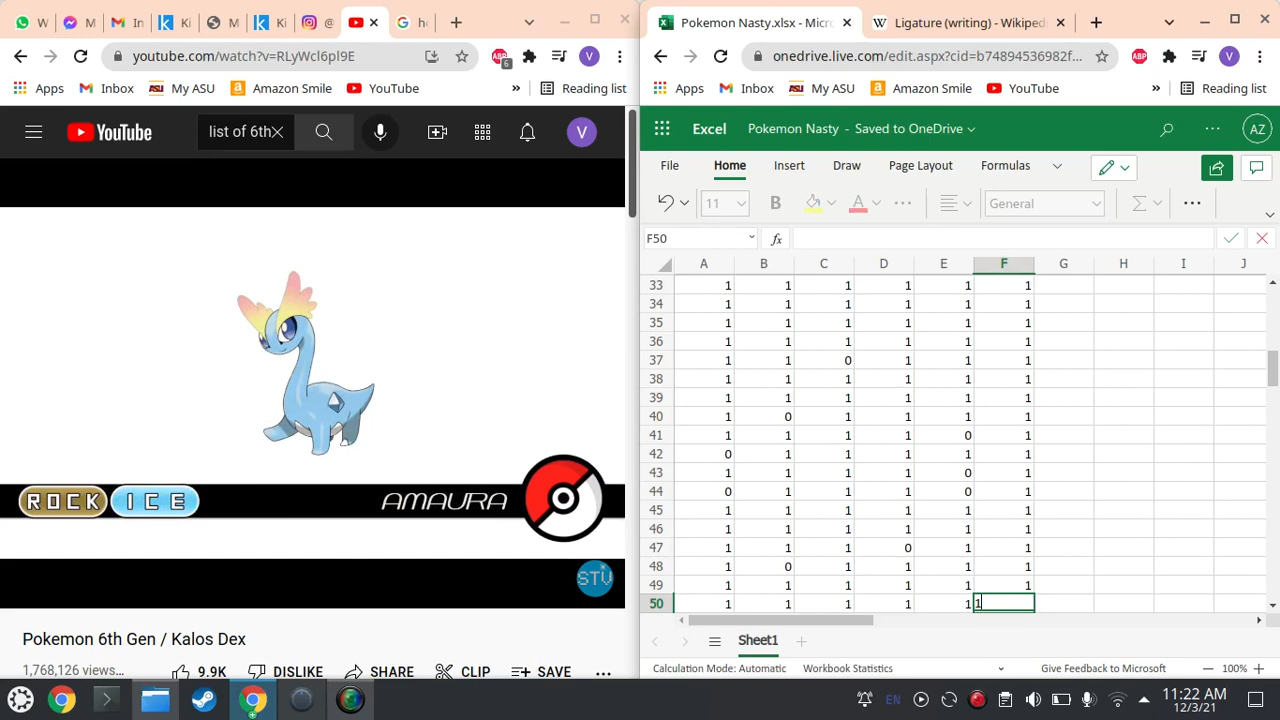 W M In Ki M Ki @ G h
youtube.com/watch?v=RLyWcl6pl9E 6 V
Apps Inbox My ASU Amazon Smile YouTube » Reading list
YouTube list of 6th V
ROCK ICE AMAURA
STV
Pokemon 6th Gen / Kalos Dex
1,768,126 views... 9.9K DISLIKE SHARE CLIP SAVE ...
Pokemon Nasty.xlsx - Micro Ligature (writing) - Wikiped
onedrive.live.com/edit.aspx?cid=b74894536982f... ABP V
Apps Inbox My ASU Amazon Smile YouTube » Reading list
Excel Pokemon Nasty - Saved to OneDrive AZ
File Home Insert Draw Page Layout Formulas
11 B A General Σ
F50 fx
A B C D E F G H I J
33 1 1 1 1 1 1
34 1 1 1 1 1 1
35 1 1 1 1 1 1
36 1 1 1 1 1 1
37 1 1 0 1 1 1
38 1 1 1 1 1 1
39 1 1 1 1 1 1
40 1 0 1 1 1 1
41 1 1 1 1 0 1
42 0 1 1 1 1 1
43 1 1 1 1 0 1
44 0 1 1 1 0 1
45 1 1 1 1 1 1
46 1 1 1 1 1 1
47 1 1 1 0 1 1
48 1 0 1 1 1 1
49 1 1 1 1 1 1
50 1 1 1 1 1 1
Sheet1
Calculation Mode: Automatic Workbook Statistics Give Feedback to Microsoft 100%
EN 11:22 AM
12/3/21